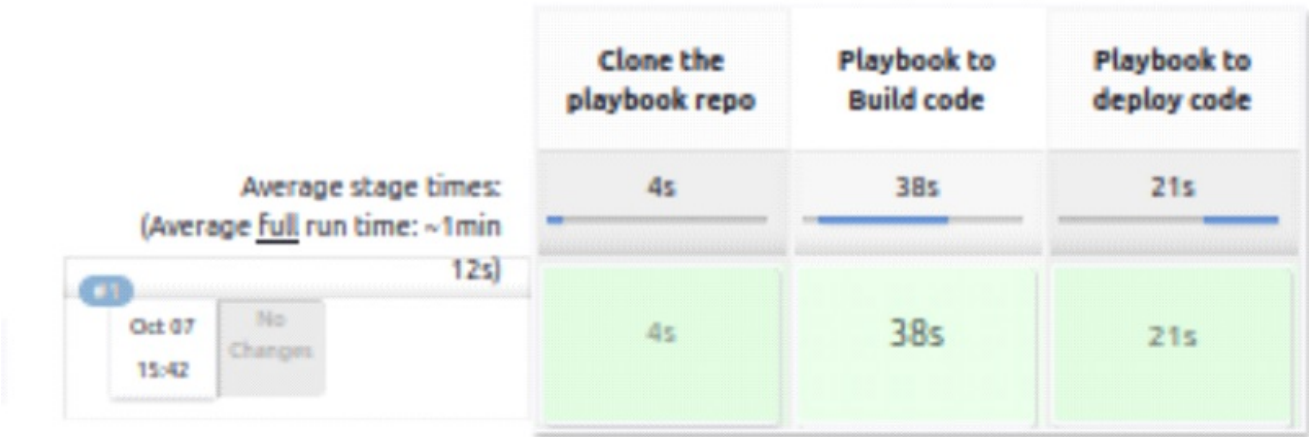 Clone the
playbook repo
Playbook to
Build code
Playbook to
deploy code
Average stage times:
(Average full run time: ~1min
12s)
4s
38s
21s
#1
Oct 07
15:42
No
Changes
4s
38s
21s